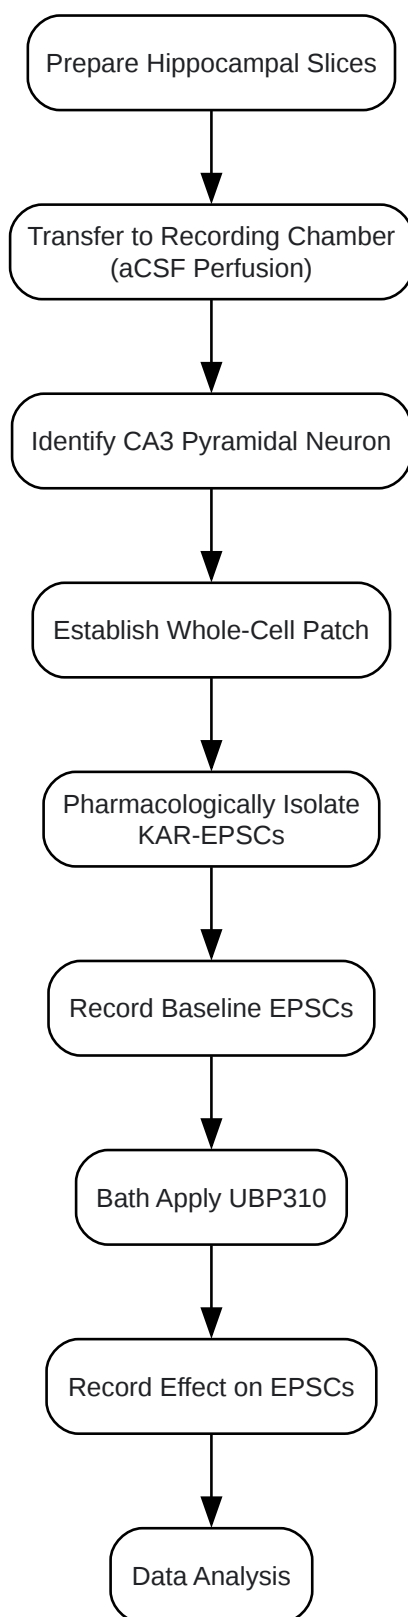 Prepare Hippocampal Slices
Transfer to Recording Chamber
(aCSF Perfusion)
Identify CA3 Pyramidal Neuron
Establish Whole-Cell Patch
Pharmacologically Isolate
KAR-EPSCs
Record Baseline EPSCs
Bath Apply UBP310
Record Effect on EPSCs
Data Analysis